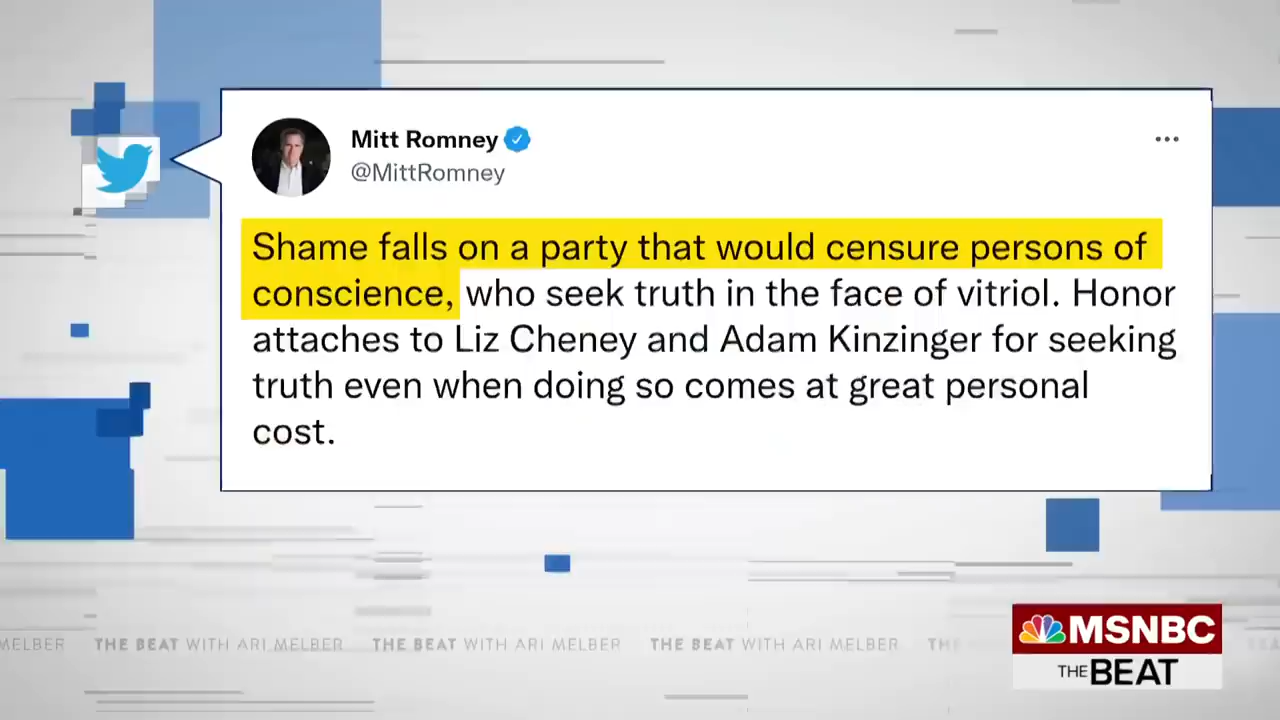 Mitt Romney
@MittRomney
Shame falls on a party that would censure persons of
conscience, who seek truth in the face of vitriol. Honor
attaches to Liz Cheney and Adam Kinzinger for seeking
truth even when doing so comes at great personal
cost.
MELBER THE BEAT WITH ARI MELBER THE BEAT WITH ARI MELBER THE BEAT WITH ARI MELBER
MSNBC
THE BEAT